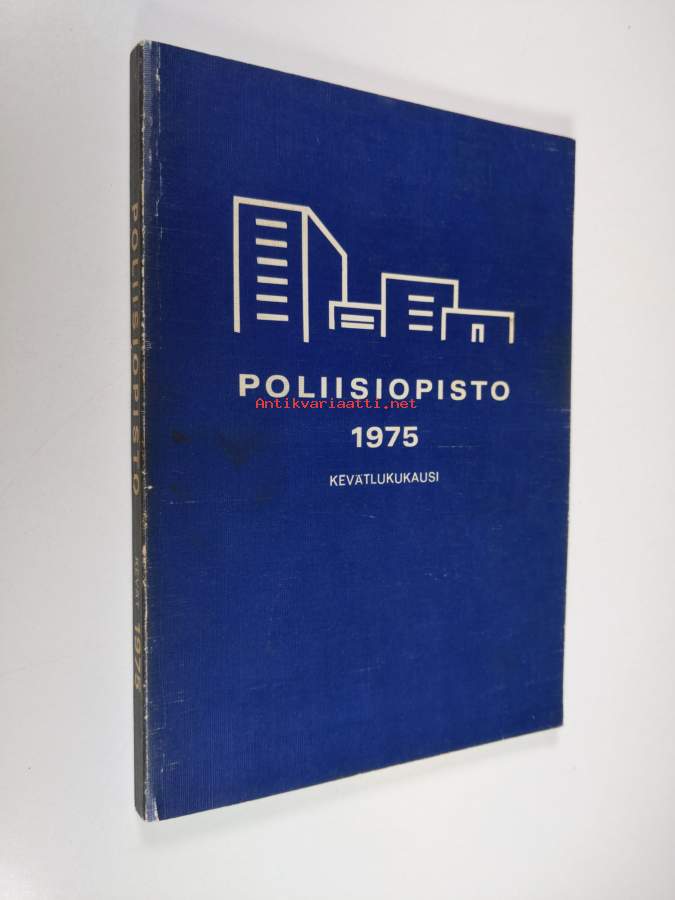 POLIISIOPISTO
KEVÄT 1975
POLIISIOPISTO
Antikvariaatti.net
1975
KEVÄTLUKUKAUSI